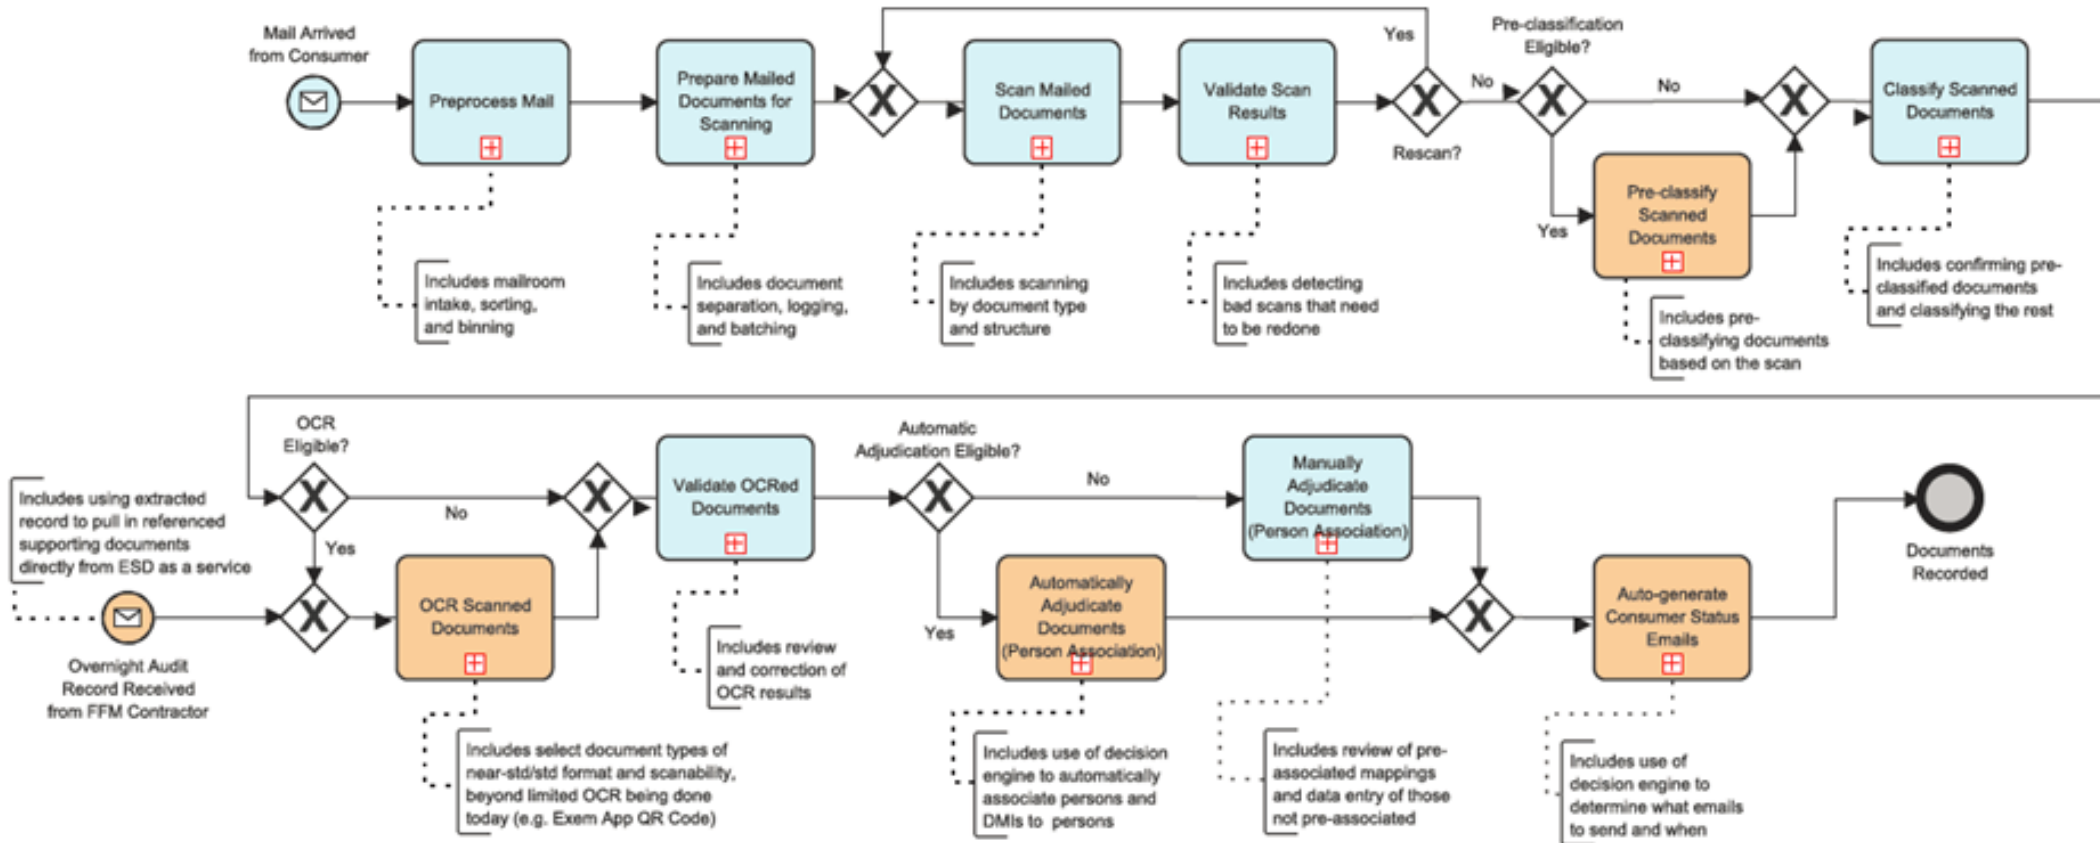 Mail Arrived
from Consumer
Preprocess Mail
Prepare Mailed
Documents for
Scanning
X
Scan Mailed
Documents
Validate Scan
Results
Yes
X
Rescan?
No
Pre-classification
Eligible?
X
No
Yes
Pre-classify
Scanned
Documents
X
Classify Scanned
Documents
Includes mailroom
intake, sorting,
and binning
Includes document
separation, logging,
and batching
Includes scanning
by document type
and structure
Includes detecting
bad scans that need
to be redone
Includes pre-
classifying documents
based on the scan
Includes confirming pre-
classified documents
and classifying the rest
OCR
Eligible?
X
No
Yes
X
Includes using extracted
record to pull in referenced
supporting documents
directly from ESD as a service
Overnight Audit
Record Received
from FFM Contractor
X
OCR Scanned
Documents
Validate OCRed
Documents
Automatic
Adjudication Eligible?
X
No
Yes
Manually
Adjudicate
Documents
(Person Association)
Automatically
Adjudicate
Documents
(Person Association)
X
Auto-generate
Consumer Status
Emails
Documents
Recorded
Includes review
and correction of
OCR results
Includes select document types of
near-std/std format and scanability,
beyond limited OCR being done
today (e.g. Exem App QR Code)
Includes use of decision
engine to automatically
associate persons and
DMIs to persons
Includes review of pre-
associated mappings
and data entry of those
not pre-associated
Includes use of
decision engine to
determine what emails
to send and when